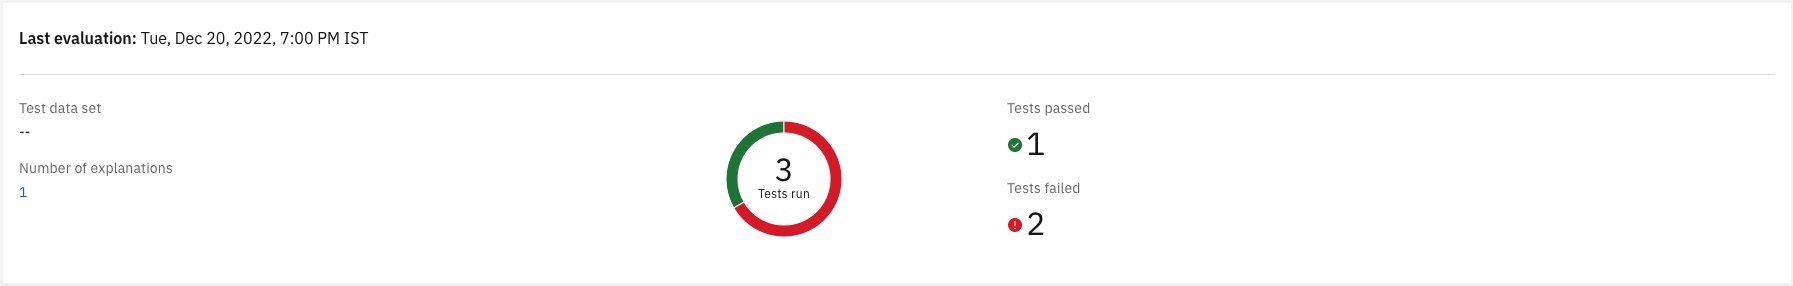 Last evaluation: Tue, Dec 20, 2022, 7:00 PM IST
Test data set
--
Number of explanations
1
3
Tests run
Tests passed
1
Tests failed
2